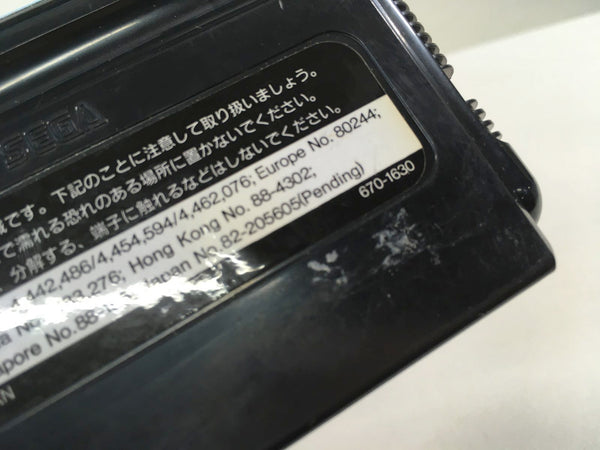 SEGA
です。下記のことに注意して取り扱いましょう。
で濡れる恐れのある場所に置かないでください。
分解する、端子に触れるなどはしないでください。
4,442,486/4,454,594/4,462,076; Europe No. 80244;
276; Hong Kong No. 88-4302;
Japan No.82-205605(Pending)
670-1630